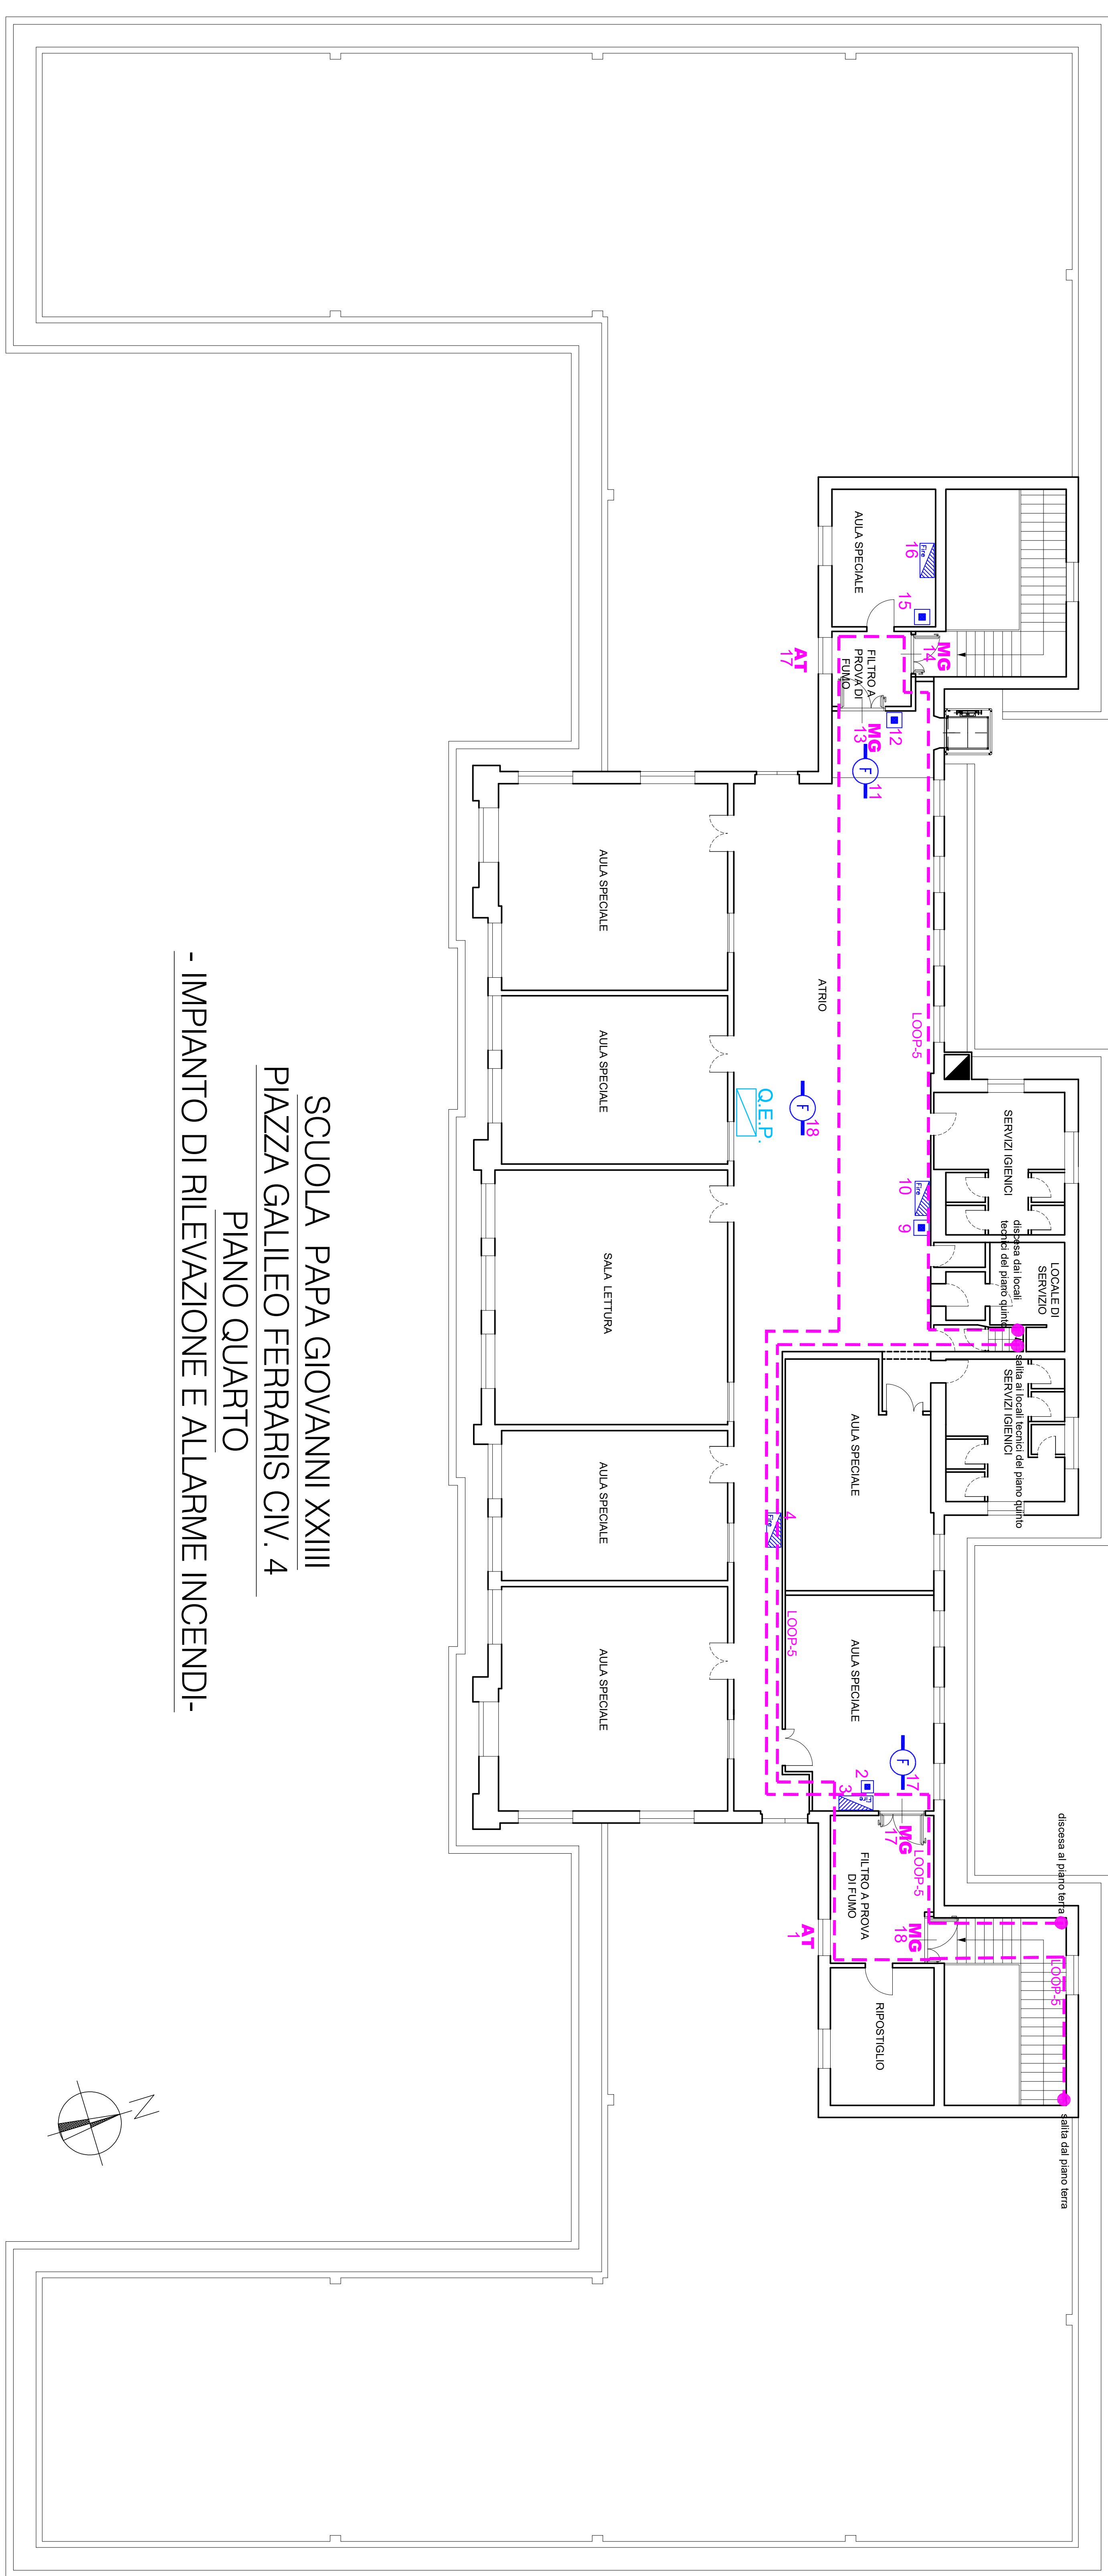 AULA SPECIALE
Fire
16
15
MG
14
FILTRO A
PROVA DI
FUMO
AT
17
12
MG
13
F
11
AULA SPECIALE
AULA SPECIALE
ATRIO
LOOP-5
F
18
Q.E.P.
SERVIZI IGIENICI
Fire
10
9
discesa dai locali
tecnici del piano quinto
LOCALE DI
SERVIZIO
SALA LETTURA
salita ai locali tecnici del piano quinto
SERVIZI IGIENICI
AULA SPECIALE
AULA SPECIALE
4
Fire
LOOP-5
AULA SPECIALE
AULA SPECIALE
F
17
2
3
Fire
MG
17
LOOP-5
FILTRO A PROVA
DI FUMO
MG
18
AT
1
discesa al piano terra
LOOP-5
RIPOSTIGLIO
salita dal piano terra
SCUOLA PAPA GIOVANNI XXIIII
PIAZZA GALILEO FERRARIS CIV. 4
PIANO QUARTO
- IMPIANTO DI RILEVAZIONE E ALLARME INCENDI-
N